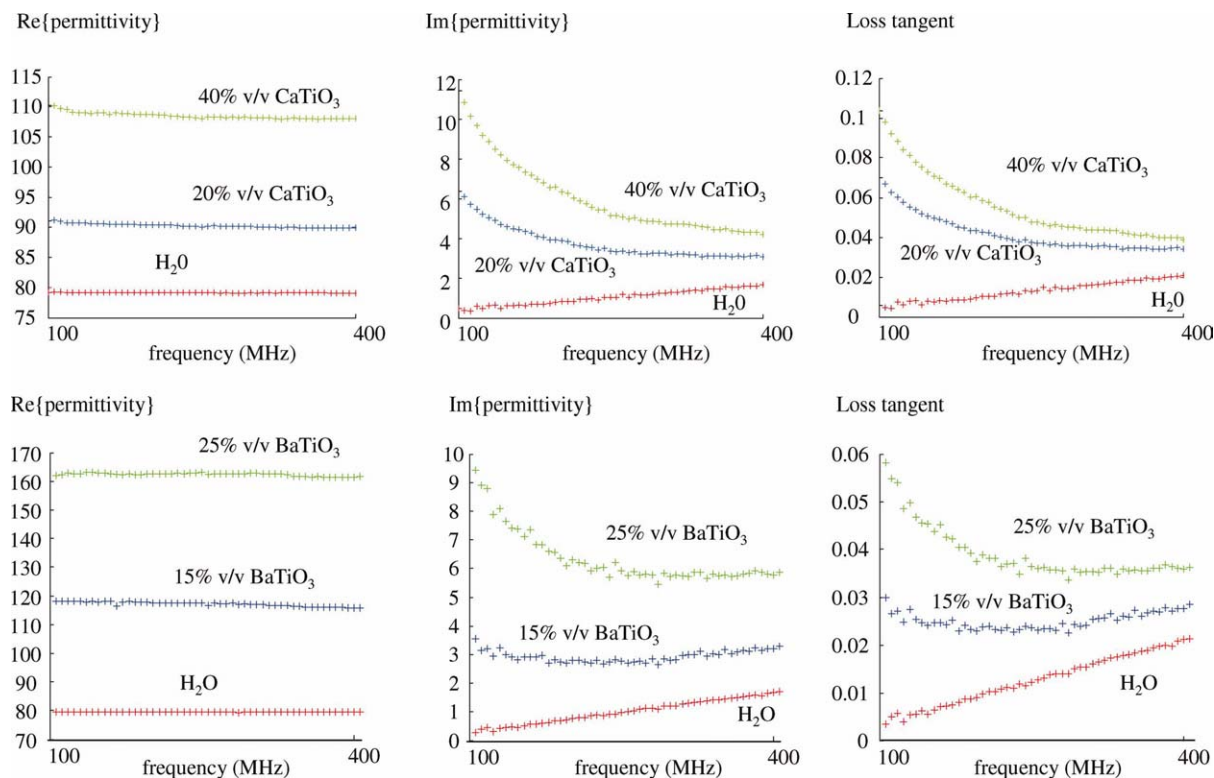 Re{permittivity}
115
110
105
100
95
90
85
80
75
40% v/v CaTiO₃
20% v/v CaTiO₃
H₂0
100
400
frequency (MHz)
Im{permittivity}
12
10
8
6
4
2
0
40% v/v CaTiO₃
20% v/v CaTiO₃
H₂0
100
400
frequency (MHz)
Loss tangent
0.12
0.1
0.08
0.06
0.04
0.02
0
40% v/v CaTiO₃
20% v/v CaTiO₃
H₂0
100
400
frequency (MHz)
Re{permittivity}
170
160
150
140
130
120
110
100
90
80
70
25% v/v BaTiO₃
15% v/v BaTiO₃
H₂O
100
400
frequency (MHz)
Im{permittivity}
10
9
8
7
6
5
4
3
2
1
0
25% v/v BaTiO₃
15% v/v BaTiO₃
H₂O
100
400
frequency (MHz)
Loss tangent
0.06
0.05
0.04
0.03
0.02
0.01
0
25% v/v BaTiO₃
15% v/v BaTiO₃
H₂O
100
400
frequency (MHz)